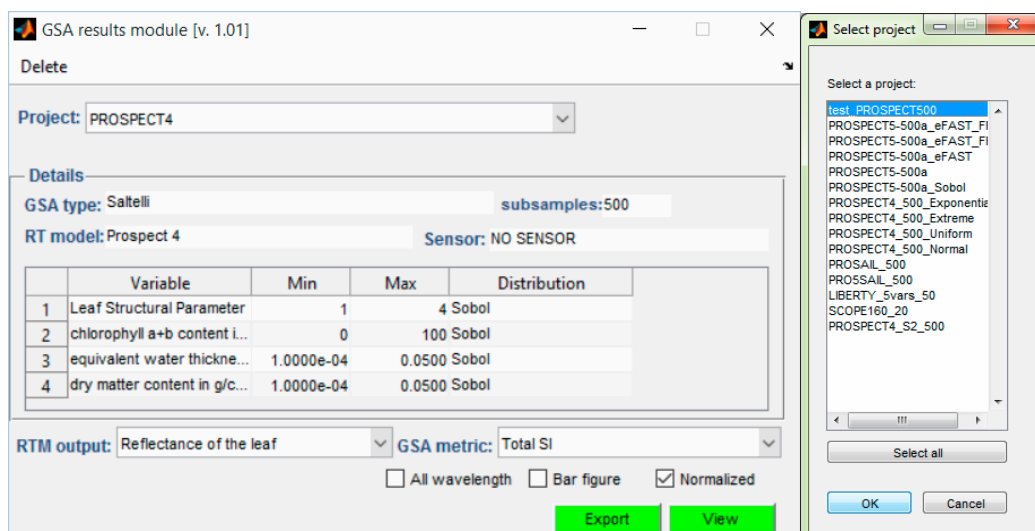 GSA results module [v. 1.01]
Delete
Project: PROSPECT4
Details
GSA type: Saltelli subsamples: 500
RT model: Prospect 4 Sensor: NO SENSOR
Variable Min Max Distribution
1 Leaf Structural Parameter 1 4 Sobol
2 chlorophyll a+b content i... 0 100 Sobol
3 equivalent water thickne... 1.0000e-04 0.0500 Sobol
4 dry matter content in g/c... 1.0000e-04 0.0500 Sobol
RTM output: Reflectance of the leaf GSA metric: Total SI
All wavelength Bar figure Normalized
Export View
Select project
Select a project:
test_PROSPECT500
PROSPECT5-500a_eFAST_FI
PROSPECT5-500a_eFAST_FI
PROSPECT5-500a_eFAST
PROSPECT5-500a
PROSPECT5-500a_Sobol
PROSPECT4_500_Exponentia
PROSPECT4_500_Extreme
PROSPECT4_500_Uniform
PROSPECT4_500_Normal
PROSAIL_500
PRO5SAIL_500
LIBERTY_5vars_50
SCOPE160_20
PROSPECT4_S2_500
Select all
OK Cancel